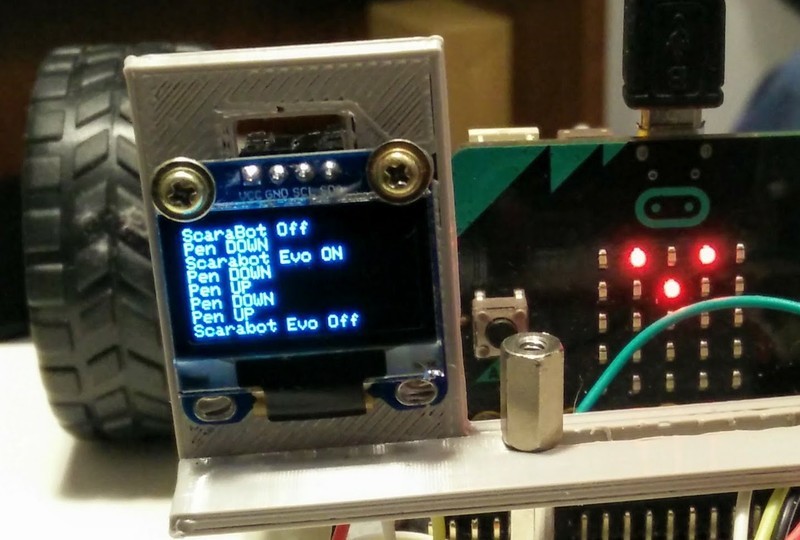 VCC GND SCL SDA
ScaraBot Off
Pen DOWN
Scarabot Evo ON
Pen DOWN
Pen UP
Pen DOWN
Pen UP
Scarabot Evo Off